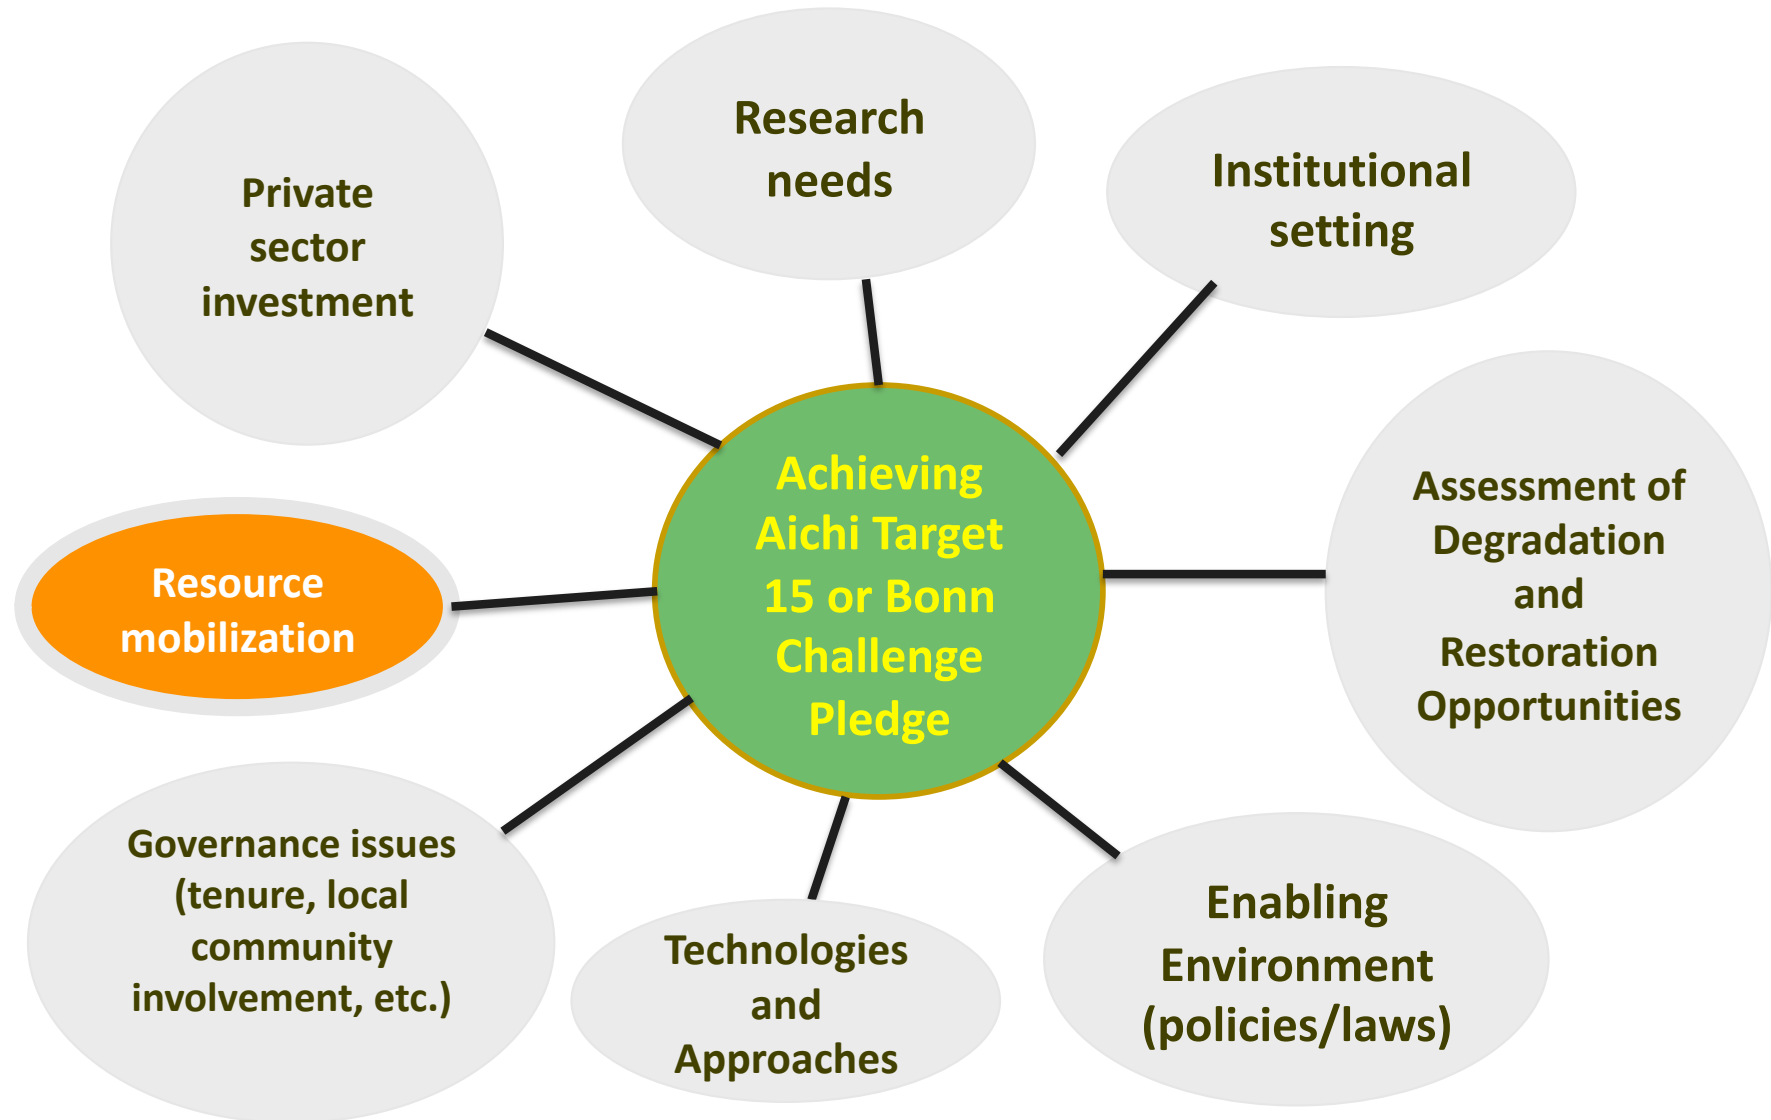 Research
needs
Institutional
setting
Private
sector
investment
Achieving
Aichi Target
15 or Bonn
Challenge
Pledge
Assessment of
Degradation
and
Restoration
Opportunities
Resource
mobilization
Governance issues
(tenure, local
community
involvement, etc.)
Technologies
and
Approaches
Enabling
Environment
(policies/laws)